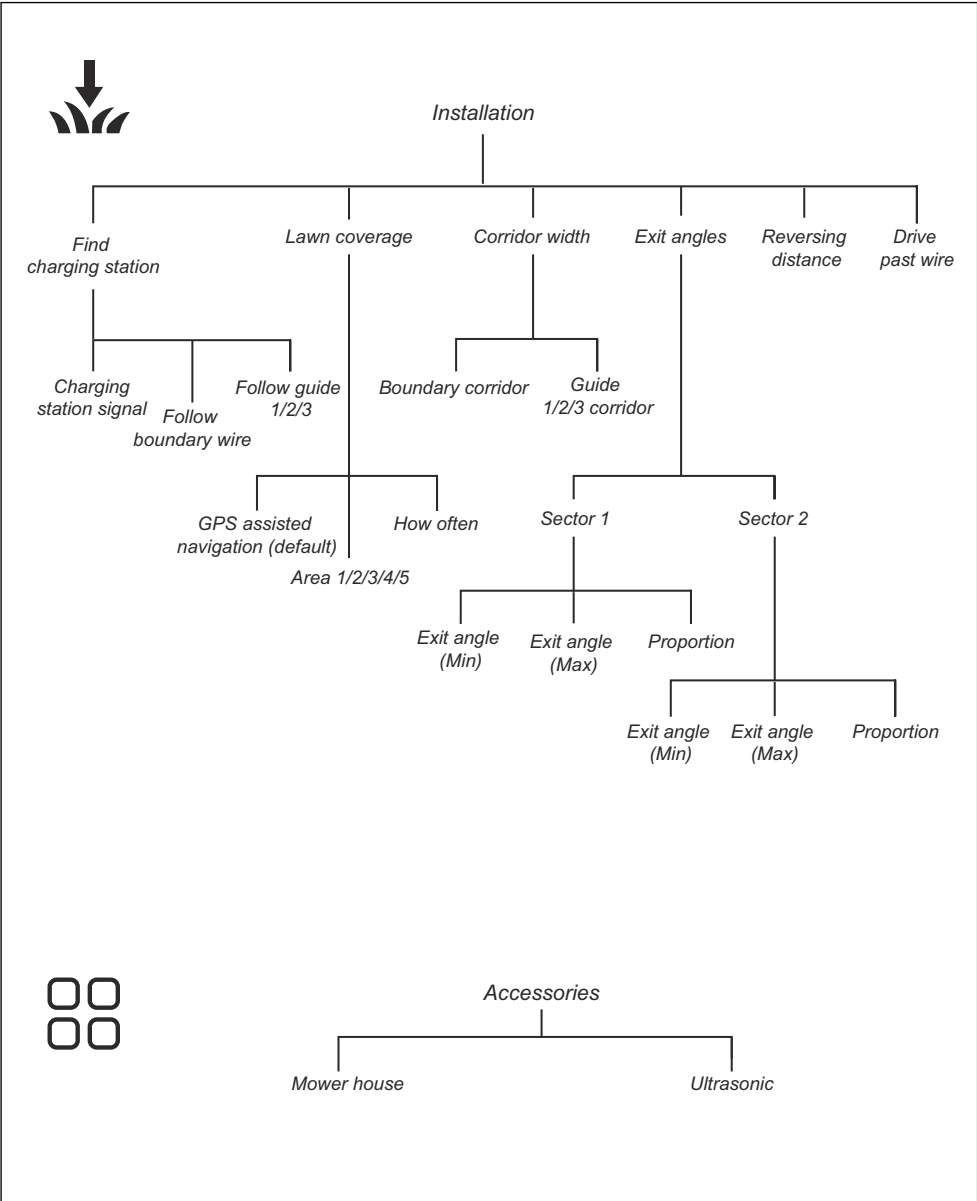 Installation
Find
charging station
Lawn coverage
Corridor width
Exit angles
Reversing
distance
Drive
past wire
Charging
station signal
Follow
boundary wire
Follow guide
1/2/3
Boundary corridor
Guide
1/2/3 corridor
GPS assisted
navigation (default)
Area 1/2/3/4/5
How often
Sector 1
Sector 2
Exit angle
(Min)
Exit angle
(Max)
Proportion
Exit angle
(Min)
Exit angle
(Max)
Proportion
Accessories
Mower house
Ultrasonic